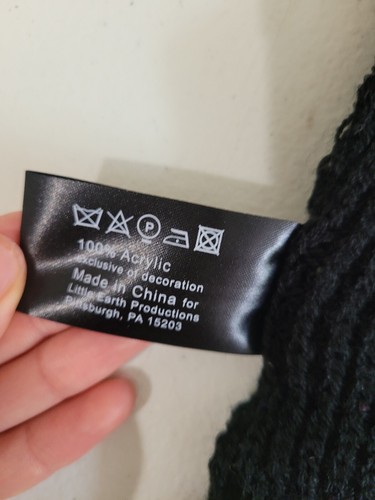 P
100% Acrylic
exclusive of decoration
Made In China for
Little Earth Productions
Pittsburgh, PA 15203